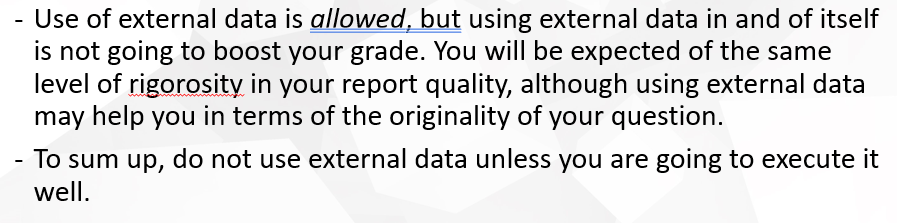 - Use of external data is allowed, but using external data in and of itself
is not going to boost your grade. You will be expected of the same
level of rigorosity in your report quality, although using external data
may help you in terms of the originality of your question.
- To sum up, do not use external data unless you are going to execute it
well.